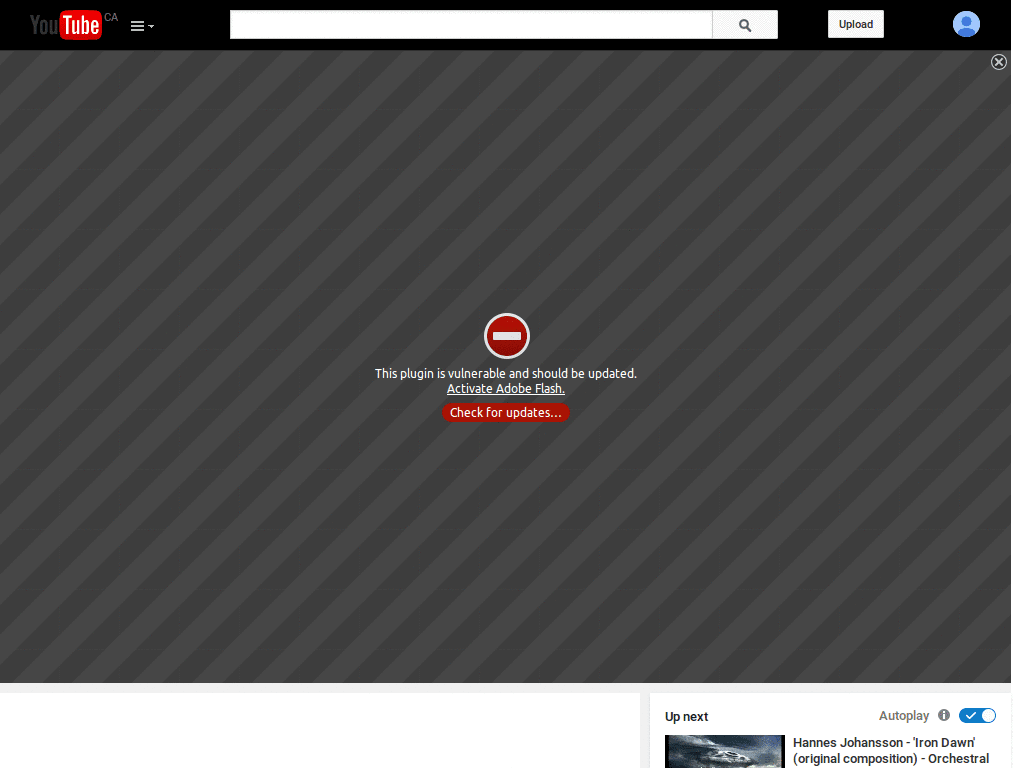 YouTube CA
Upload
This plugin is vulnerable and should be updated.
Activate Adobe Flash.
Check for updates...
Up next
Autoplay
Hannes Johansson - 'Iron Dawn'
(original composition) - Orchestral